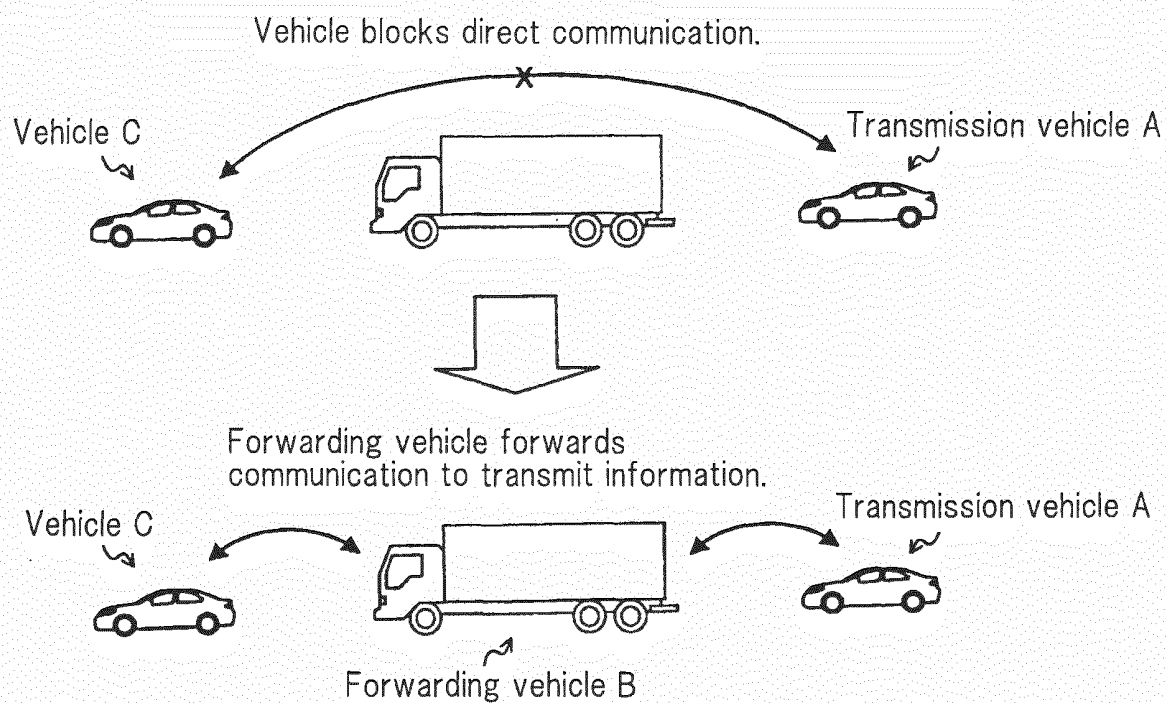 Vehicle blocks direct communication.
Vehicle C
Transmission vehicle A
Forwarding vehicle forwards
communication to transmit information.
Vehicle C
Transmission vehicle A
Forwarding vehicle B